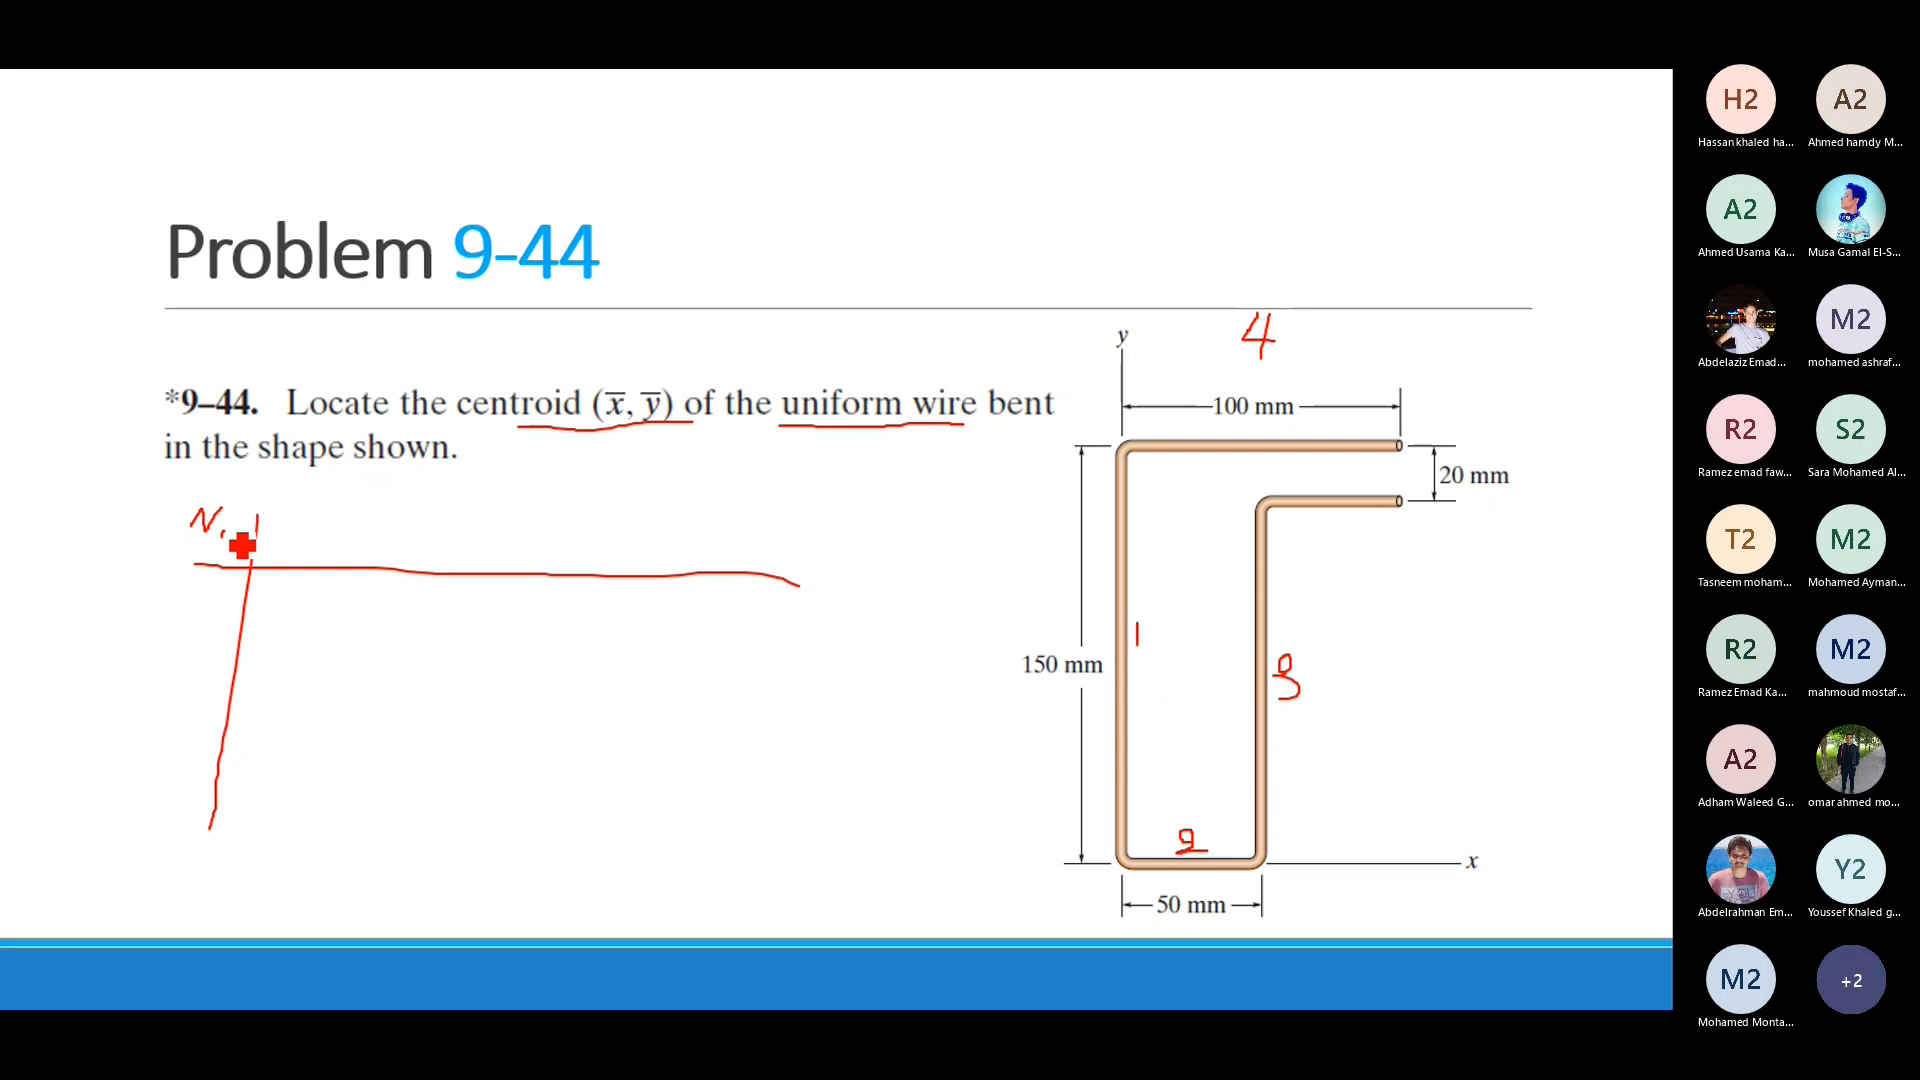 Problem 9-44
*9–44. Locate the centroid (x̅, y̅) of the uniform wire bent
in the shape shown.
N.
4
y
100 mm
20 mm
1
150 mm
3
2
x
50 mm
H2
A2
Hassan khaled ha...
Ahmed hamdy M...
A2
Ahmed Usama Ka...
Musa Gamal El-S...
M2
Abdelaziz Emad...
mohamed ashraf...
R2
S2
Ramez emad faw...
Sara Mohamed Al...
T2
M2
Tasneem moham...
Mohamed Ayman...
R2
M2
Ramez Emad Ka...
mahmoud mostaf...
A2
Adham Waleed G...
omar ahmed mo...
Y2
Abdelrahman Em...
Youssef Khaled g...
M2
+2
Mohamed Monta...